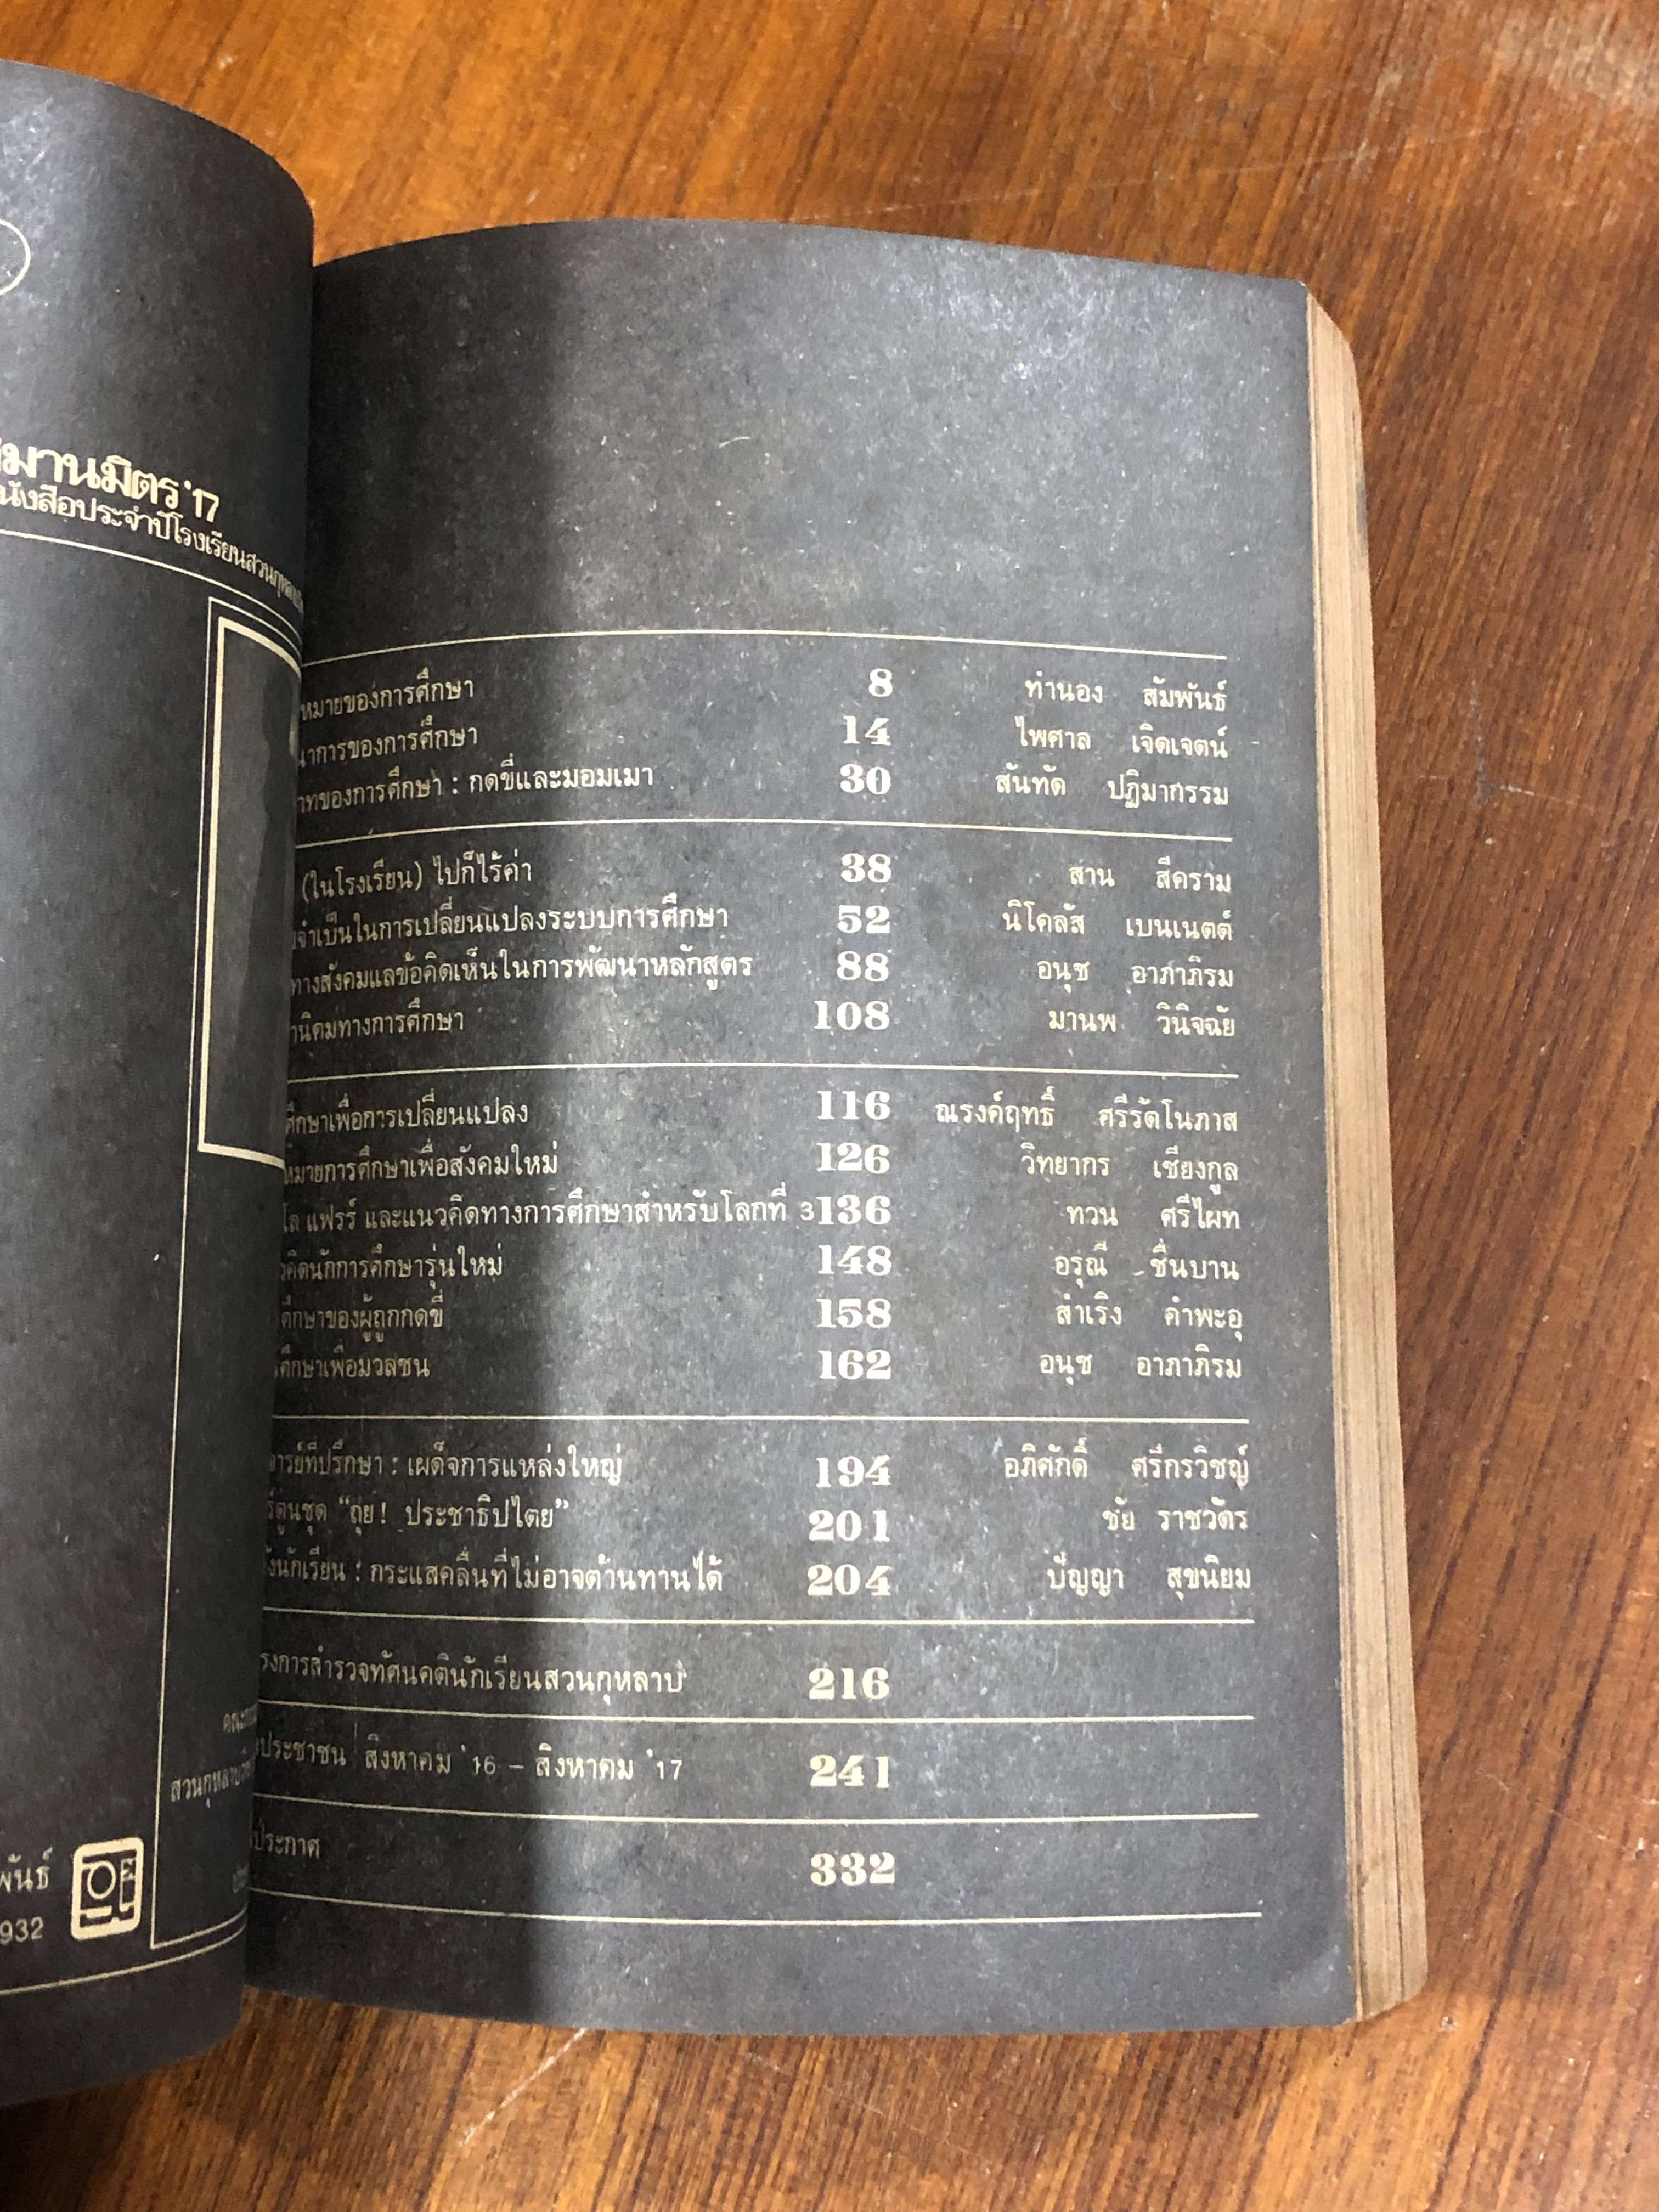 มานมิตร '17
นังสือประจำปีโรงเรียนสวนกุหลาบ
พันธ์
932
สวนกุหลาบ
หมายของการศึกษา 8 ทำนอง สัมพันธ์
นาการของการศึกษา 14 ไพศาล เจิดเจตน์
าทของการศึกษา : กดขี่และมอมเมา 30 สันทัด ปฏิมากรรม
(ในโรงเรียน) ไปก็ไร้ค่า 38 สาน สีคราม
จำเป็นในการเปลี่ยนแปลงระบบการศึกษา 52 นิโคลัส เบนเนตต์
ทางสังคมแลข้อคิดเห็นในการพัฒนาหลักสูตร 88 อนุช อาภาภิรม
านิคมทางการศึกษา 108 มานพ วินิจฉัย
ศึกษาเพื่อการเปลี่ยนแปลง 116 ณรงค์ฤทธิ์ ศรีรัตโนภาส
หมายการศึกษาเพื่อสังคมใหม่ 126 วิทยากร เชียงกูล
โล แฟรร์ และแนวคิดทางการศึกษาสำหรับโลกที่ 3 136 ทวน ศรีไผท
วคิดนักการศึกษารุ่นใหม่ 148 อรุณี ชื่นบาน
ศึกษาของผู้ถูกกดขี่ 158 สำเริง คำพะอุ
รศึกษาเพื่อมวลชน 162 อนุช อาภาภิรม
จารย์ที่ปรึกษา : เผด็จการแหล่งใหญ่ 194 อภิศักดิ์ ศรีกรวิชญ์
ร์ตูนชุด “ถุย! ประชาธิปไตย” 201 ชัย ราชวัตร
ังนักเรียน : กระแสคลื่นที่ไม่อาจต้านทานได้ 204 ปัญญา สุขนิยม
รงการสำรวจทัศนคตินักเรียนสวนกุหลาบ 216
ประชาชน สิงหาคม '16 – สิงหาคม '17 241
ประกาศ 332